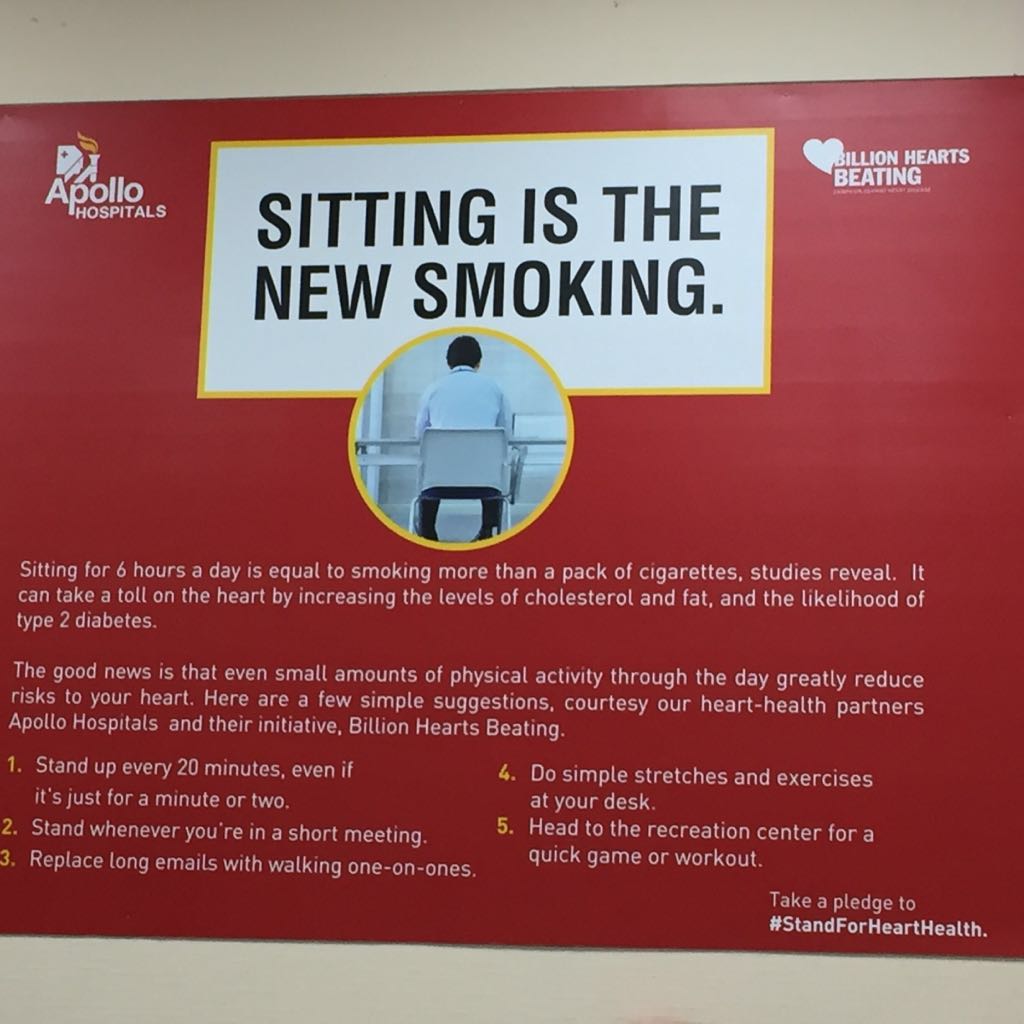 Apollo
HOSPITALS
BILLION HEARTS
BEATING
SITTING IS THE
NEW SMOKING.
Sitting for 6 hours a day is equal to smoking more than a pack of cigarettes, studies reveal. It
can take a toll on the heart by increasing the levels of cholesterol and fat, and the likelihood of
type 2 diabetes.
The good news is that even small amounts of physical activity through the day greatly reduce
risks to your heart. Here are a few simple suggestions, courtesy our heart-health partners
Apollo Hospitals and their initiative, Billion Hearts Beating.
1. Stand up every 20 minutes, even if
it's just for a minute or two.
2. Stand whenever you're in a short meeting.
3. Replace long emails with walking one-on-ones.
4. Do simple stretches and exercises
at your desk.
5. Head to the recreation center for a
quick game or workout.
Take a pledge to
#StandForHeartHealth.